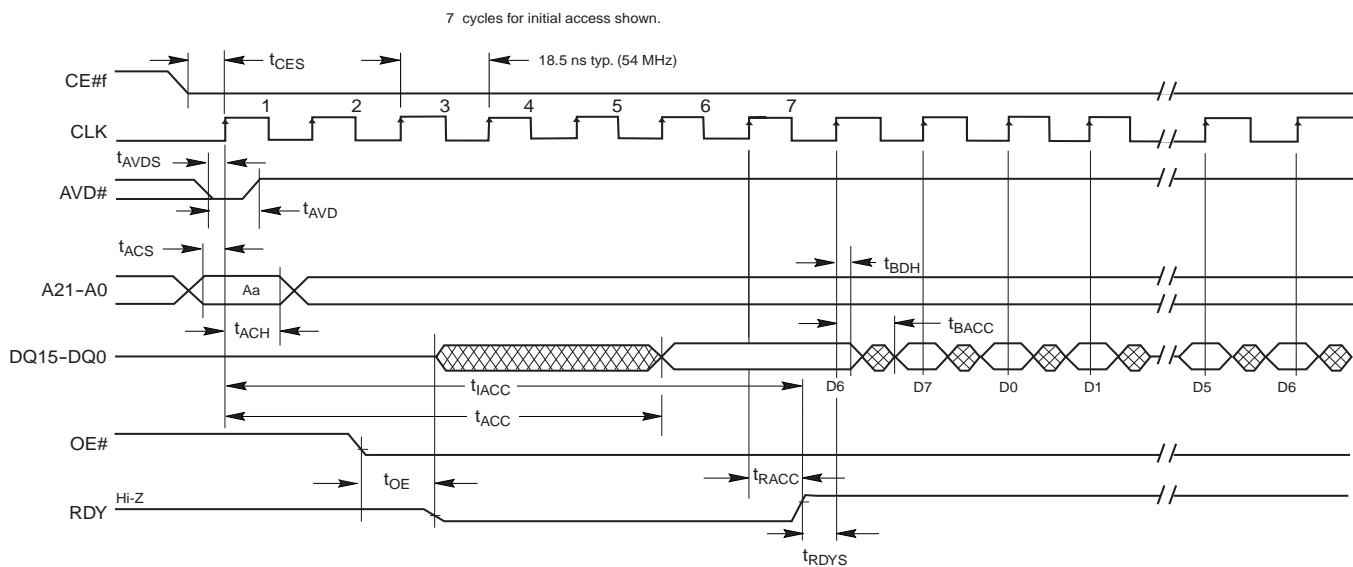 7 cycles for initial access shown.
tCES
18.5 ns typ. (54 MHz)
CE#f
1 2 3 4 5 6 7
CLK
tAVDS
AVD#
tAVD
tACS
tBDH
A21-A0
Aa
tACH
tBACC
DQ15-DQ0
tIACC
D6 D7 D0 D1 D5 D6
tACC
OE#
tOE
tRACC
Hi-Z
RDY
tRDYS